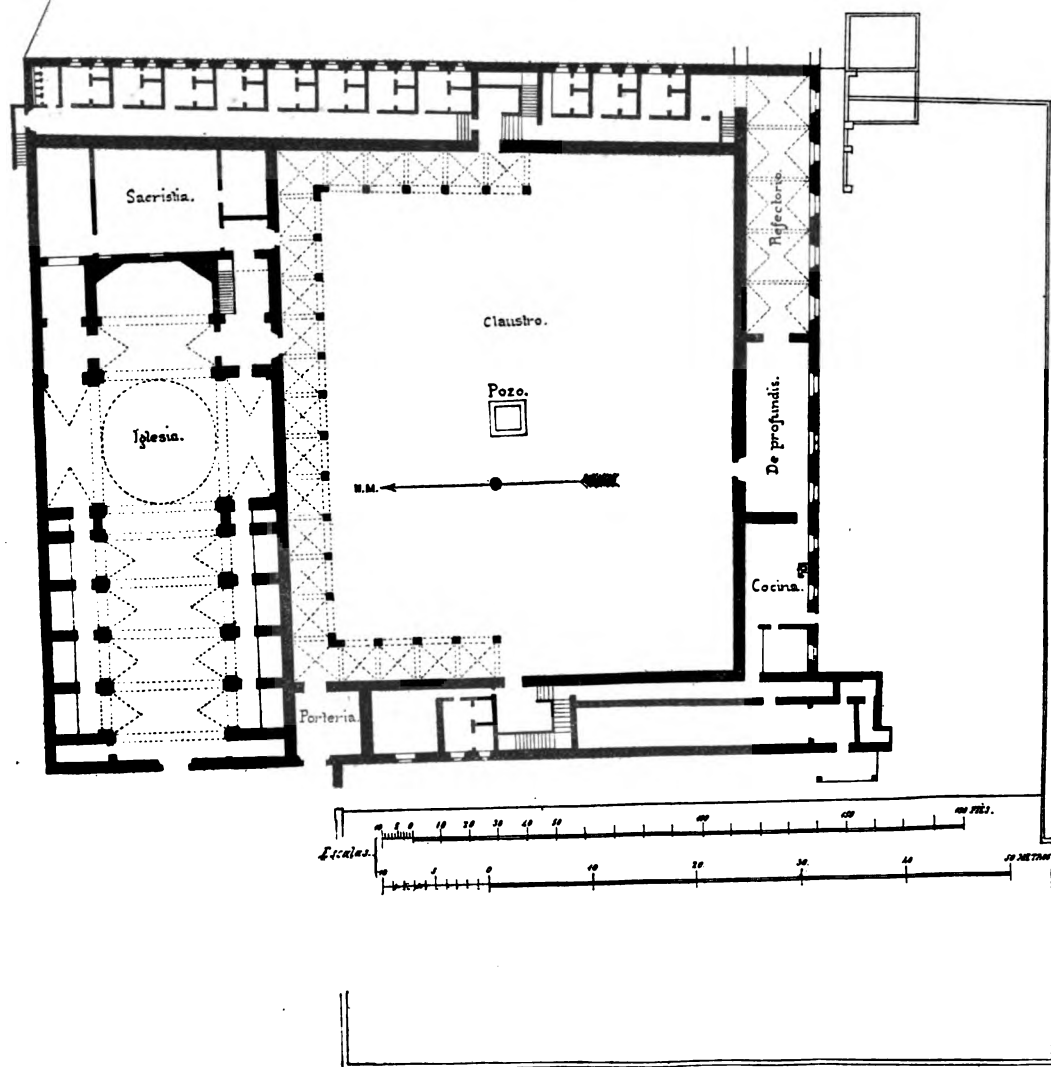 Sacristia.
Refectorio.
Claustro.
Pozo.
De profundis.
Iglesia.
N.M.
Cocina.
Porteria.
10 5 0 10 20 30 40 50 100 150 180 PIES.
Escalas.
10 5 0 10 20. 30. 40 50 METROS